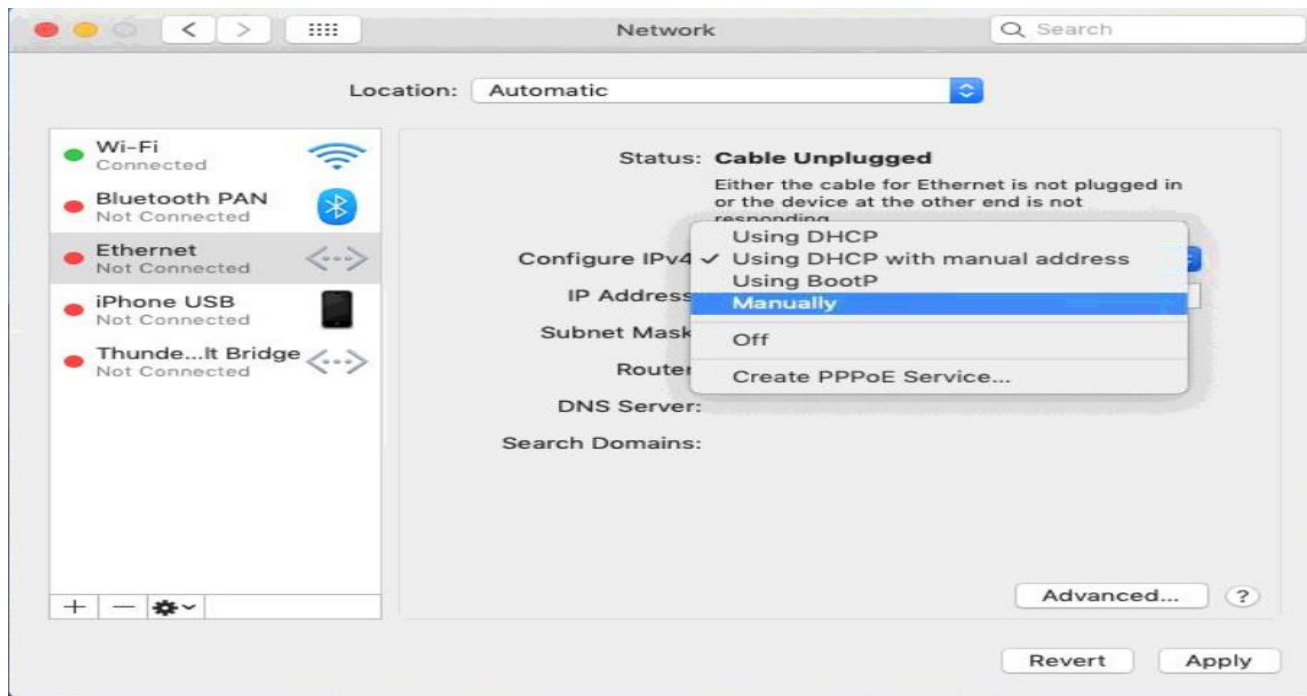 Network
Search
Location: Automatic
Wi-Fi
Connected
Bluetooth PAN
Not Connected
Ethernet
Not Connected
iPhone USB
Not Connected
Thunde...lt Bridge
Not Connected
Status: Cable Unplugged
Either the cable for Ethernet is not plugged in
or the device at the other end is not
responding
Configure IPv4
Using DHCP
✓ Using DHCP with manual address
Using BootP
Manually
Off
Create PPPoE Service...
IP Address
Subnet Mask
Router
DNS Server:
Search Domains:
Advanced... ?
Revert Apply